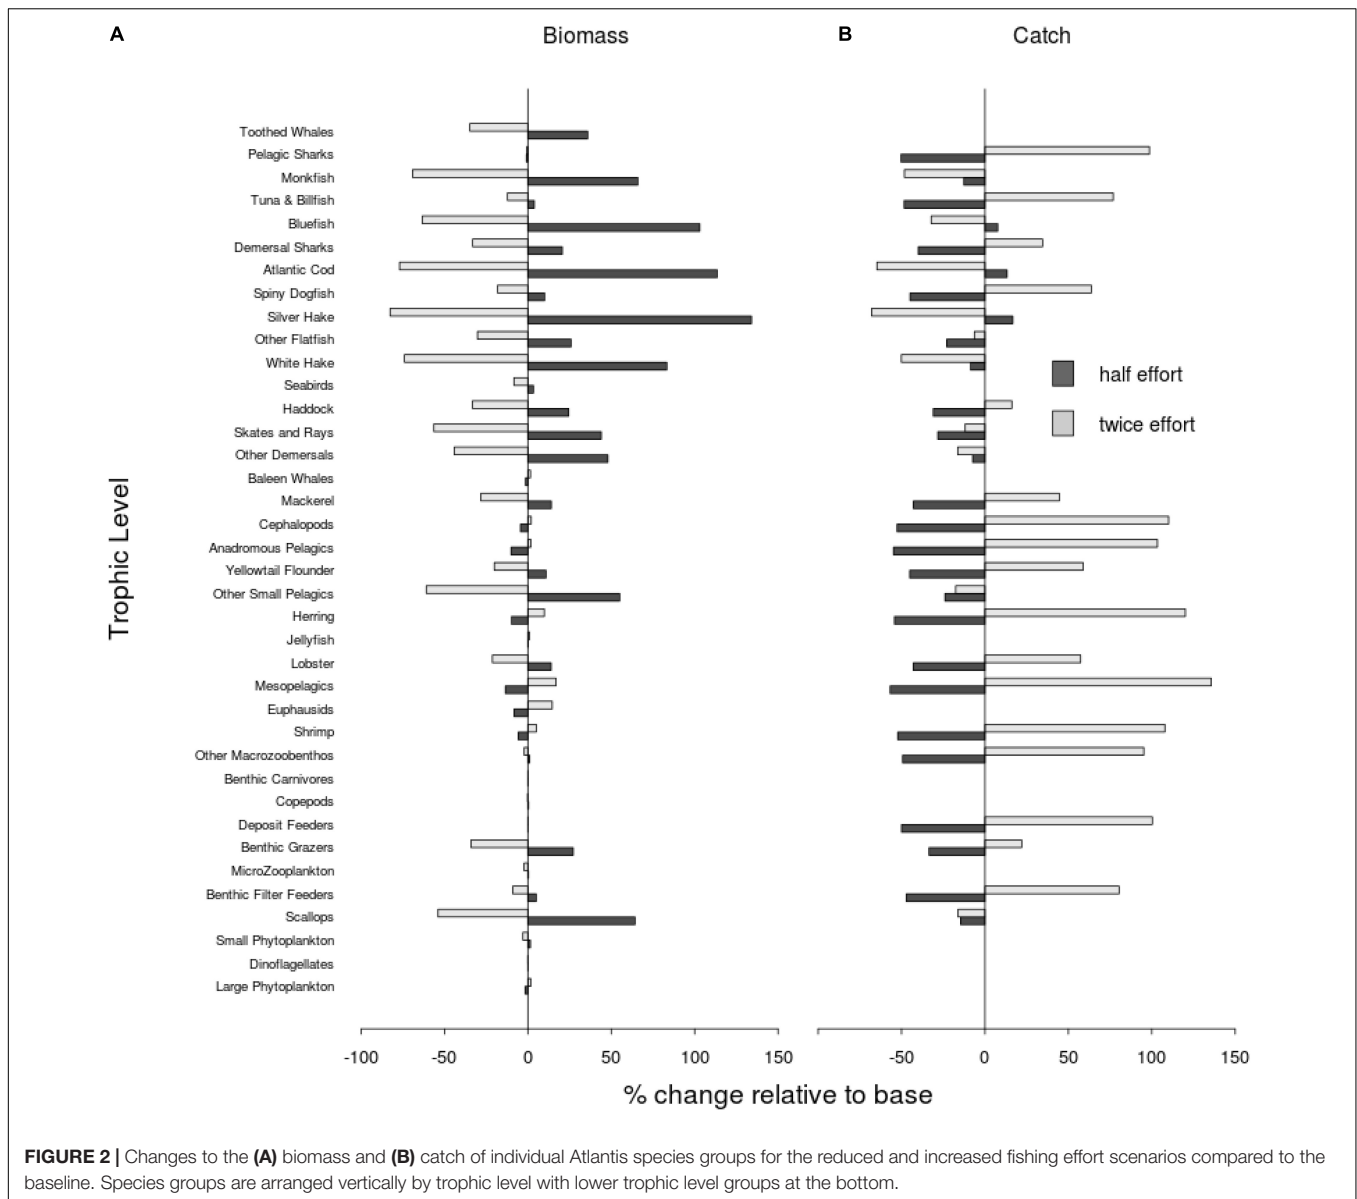 A
Biomass
B
Catch
Trophic Level
Toothed Whales
Pelagic Sharks
Monkfish
Tuna & Billfish
Bluefish
Demersal Sharks
Atlantic Cod
Spiny Dogfish
Silver Hake
Other Flatfish
White Hake
Seabirds
Haddock
Skates and Rays
Other Demersals
Baleen Whales
Mackerel
Cephalopods
Anadromous Pelagics
Yellowtail Flounder
Other Small Pelagics
Herring
Jellyfish
Lobster
Mesopelagics
Euphausids
Shrimp
Other Macrozoobenthos
Benthic Carnivores
Copepods
Deposit Feeders
Benthic Grazers
MicroZooplankton
Benthic Filter Feeders
Scallops
Small Phytoplankton
Dinoflagellates
Large Phytoplankton
half effort
twice effort
-100 -50 0 50 100 150
-50 0 50 100 150
% change relative to base
FIGURE 2 | Changes to the (A) biomass and (B) catch of individual Atlantis species groups for the reduced and increased fishing effort scenarios compared to the
baseline. Species groups are arranged vertically by trophic level with lower trophic level groups at the bottom.